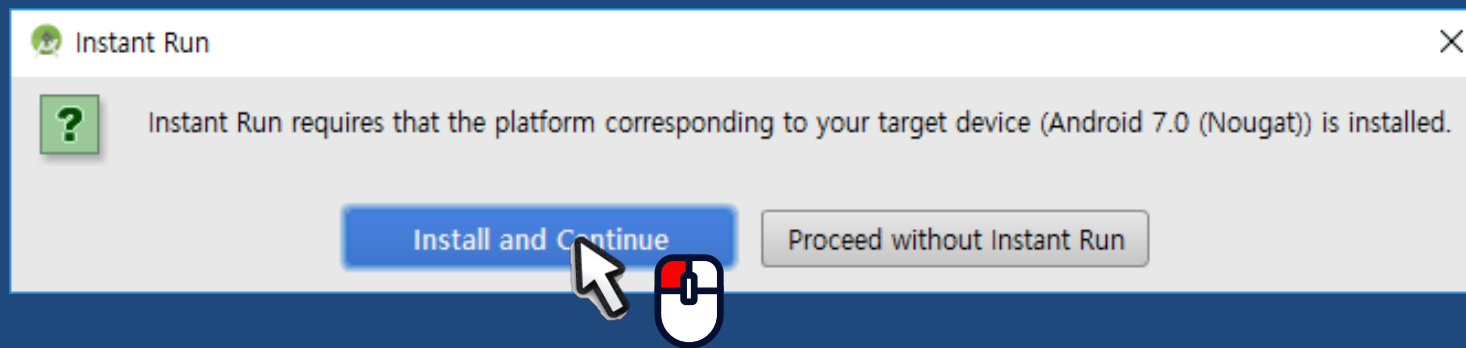 Instant Run
Instant Run requires that the platform corresponding to your target device (Android 7.0 (Nougat)) is installed.
Install and Continue
Proceed without Instant Run